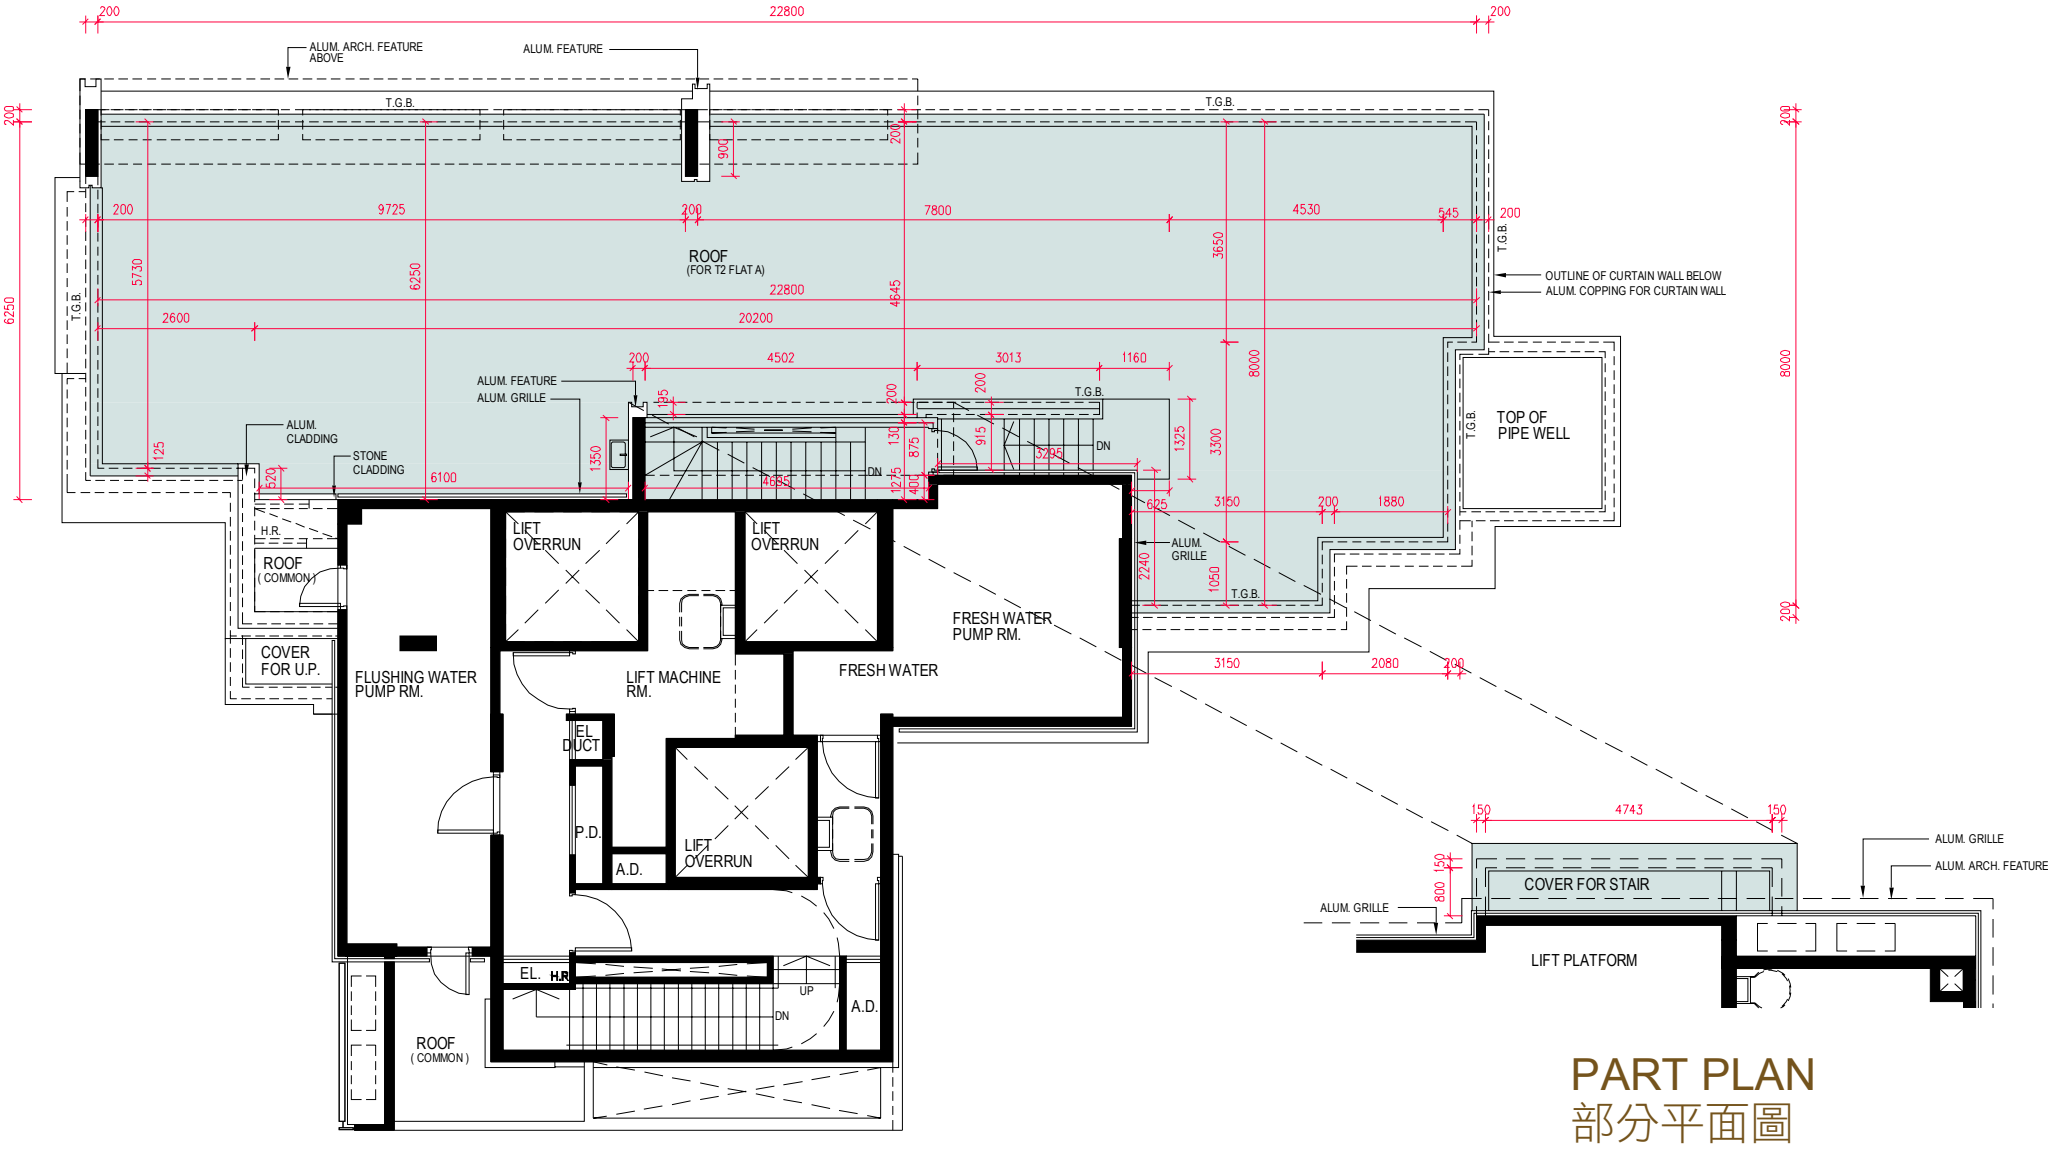 200
22800
200
ALUM. ARCH. FEATURE
ABOVE
ALUM. FEATURE
T.G.B.
T.G.B.
200
200
200
900
200
9725
200
7800
4530
545
200
T.G.B.
3650
ROOF
(FOR T2 FLAT A)
5730
6250
4645
6250
T.G.B.
22800
OUTLINE OF CURTAIN WALL BELOW
ALUM. COPPING FOR CURTAIN WALL
2600
20200
8000
8000
200
4502
3013
1160
ALUM. FEATURE
ALUM. GRILLE
195
200
200
T.G.B.
ALUM.
CLADDING
STONE
CLADDING
125
520
6100
1350
130
875
1275
400
915
DN
DN
3295
4695
1325
3300
T.G.B.
TOP OF
PIPE WELL
625
3150
200
1880
H.R.
LIFT
OVERRUN
LIFT
OVERRUN
ALUM.
GRILLE
2240
1050
T.G.B.
200
ROOF
( COMMON )
FRESH WATER
PUMP RM.
COVER
FOR U.P.
FLUSHING WATER
PUMP RM.
LIFT MACHINE
RM.
FRESH WATER
3150
2080
200
EL
DUCT
P.D.
A.D.
LIFT
OVERRUN
150
4743
150
150
800
COVER FOR STAIR
ALUM. GRILLE
ALUM. ARCH. FEATURE
ALUM. GRILLE
LIFT PLATFORM
EL.
H.R
UP
DN
A.D.
ROOF
( COMMON )
PART PLAN
部分平面圖